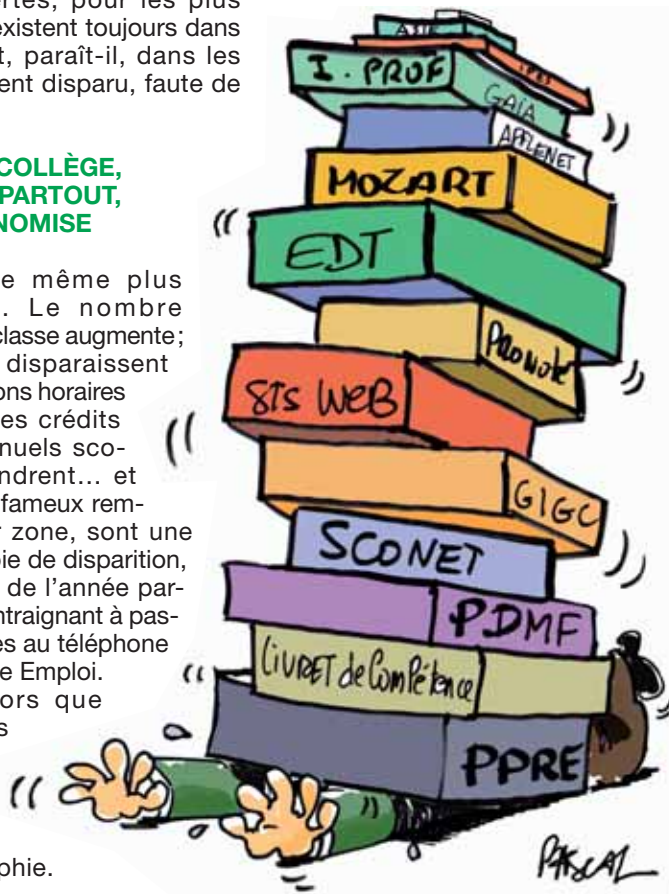 ertes, pour les plus
existent toujours dans
t, paraît-il, dans les
ent disparu, faute de
COLLÈGE,
PARTOUT,
NOMISE
e même plus
. Le nombre
classe augmente;
disparaissent
ons horaires
es crédits
nuels sco-
ndrent... et
fameux rem-
r zone, sont une
oie de disparition,
de l'année par-
ntraignant à pas-
es au téléphone
e Emploi.
ors que
s
phie.
I. PROF
GAIA
APPLENET
MOZART
EDT
PRONOTE
STS WEB
GIGC
SCONET
PDMF
LIVRET de Compétence
PPRE
PASCAL